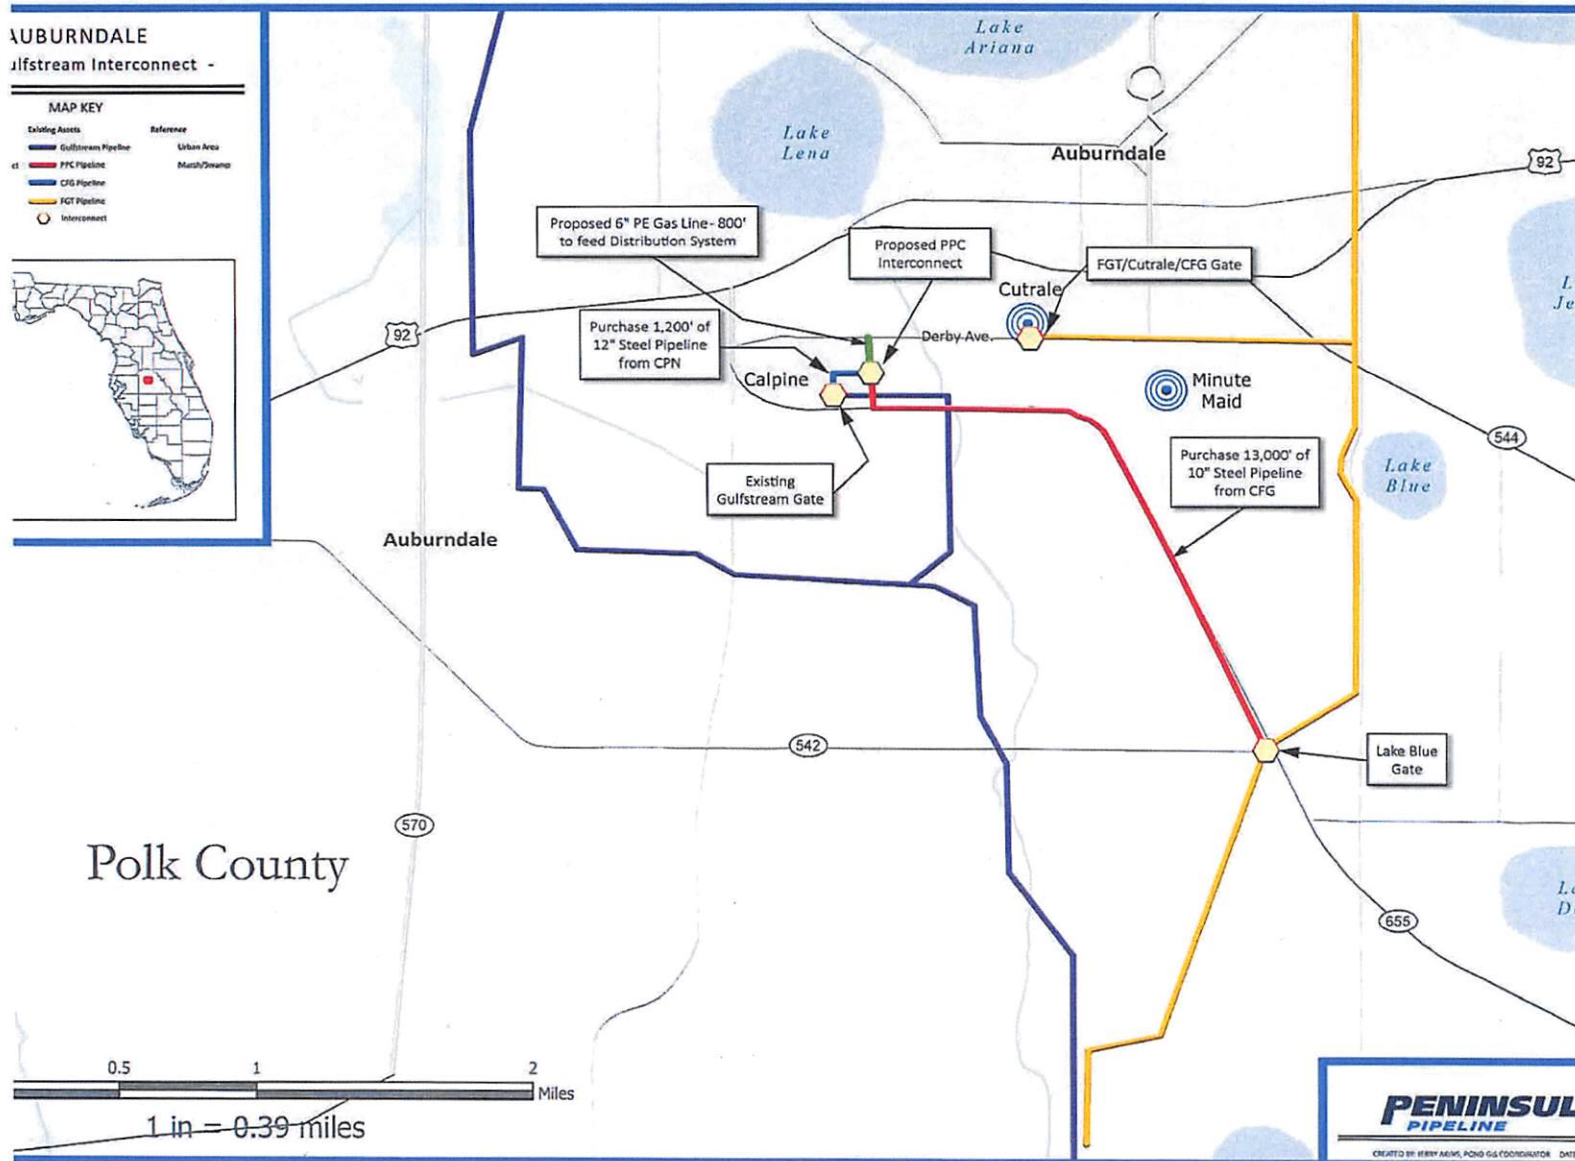 AUBURNDALE
ulfstream Interconnect -
MAP KEY
Existing Assets
Reference
Gulfstream Pipeline
Urban Area
PPC Pipeline
Marsh/Swamp
CFG Pipeline
FGT Pipeline
Interconnect
Lake
Ariana
Lake
Lena
Auburndale
92
Proposed 6" PE Gas Line- 800'
to feed Distribution System
Proposed PPC
Interconnect
FGT/Cutrale/CFG Gate
Cutrale
92
Purchase 1,200' of
12" Steel Pipeline
from CPN
Derby Ave.
Calpine
Minute
Maid
L
Je
544
Purchase 13,000' of
10" Steel Pipeline
from CFG
Lake
Blue
Existing
Gulfstream Gate
Auburndale
542
Lake Blue
Gate
570
Polk County
655
0.5
1
2
Miles
1 in = 0.39 miles
PENINSUL
PIPELINE